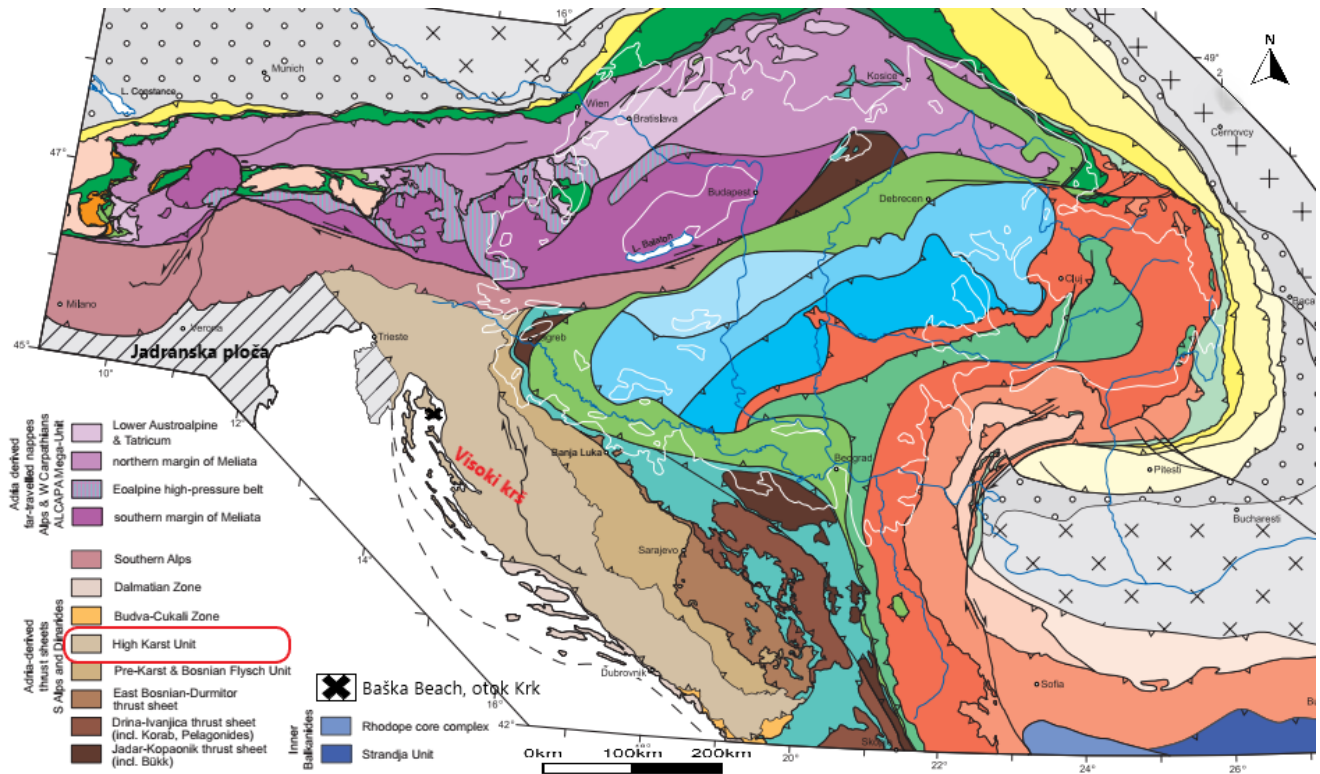 16°
N
49°
2
Munich
L. Constance
Kosice
Wien
Bratislava
Cernovcy
47°
Budapest
Debrecen
L. Balaton
Cluj
Baca
Milano
Verona
Trieste
Zagreb
45°
Jadranska ploča
10°
12°
Banja Luka
Beograd
Pitesti
Visoki krš
Bucharesti
Sarajevo
14°
Adria derived
far-travelled nappes
Alps & W Carpathians
ALCAPA Mega-Unit
Lower Austroalpine
& Tatricum
northern margin of Meliata
Eoalpine high-pressure belt
southern margin of Meliata
Adria-derived
thrust sheets
S Alps and Dinarides
Southern Alps
Dalmatian Zone
Budva-Cukali Zone
High Karst Unit
Pre-Karst & Bosnian Flysch Unit
East Bosnian-Durmitor
thrust sheet
Drina-Ivanjica thrust sheet
(incl. Korab, Pelagonides)
Jadar-Kopaonik thrust sheet
(incl. Bükk)
Dubrovnik
Sofia
Baška Beach, otok Krk
16°
42°
Inner
Balkanides
Rhodope core complex
Strandja Unit
0km
100km
200km
20°
22°
24°
26°